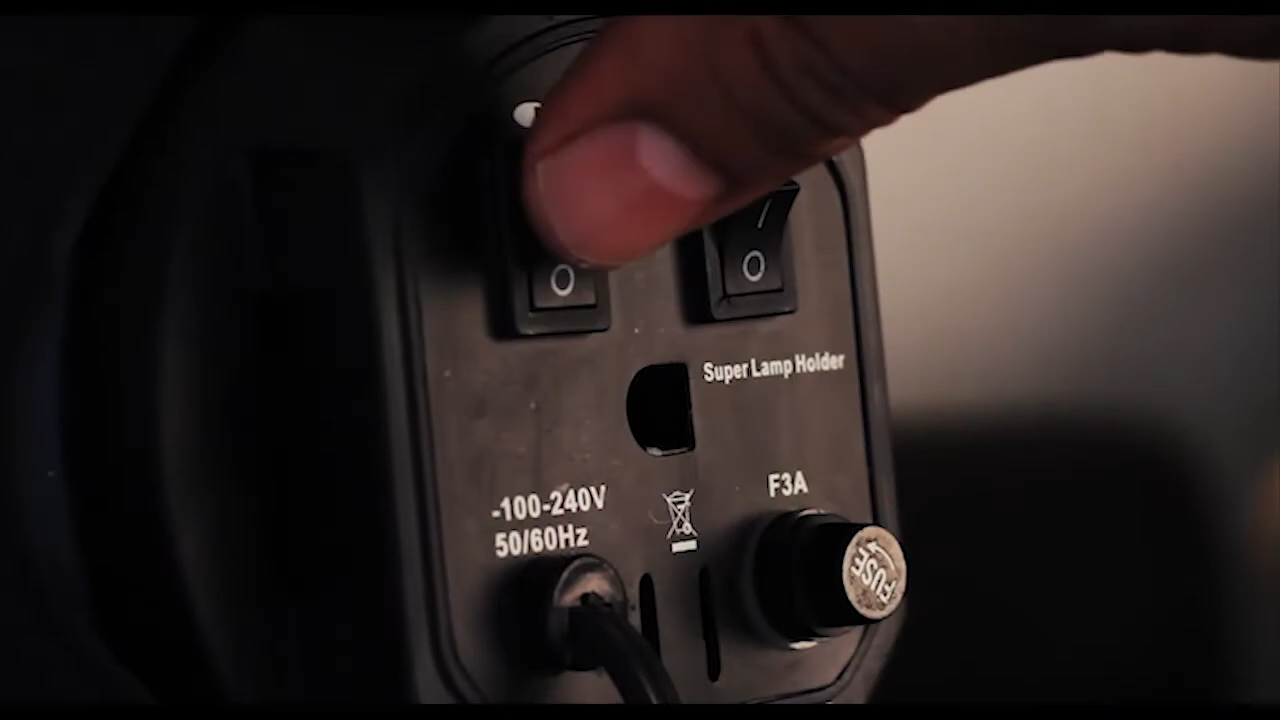 O
/
O
Super Lamp Holder
-100-240V
50/60Hz
F3A
FUSE